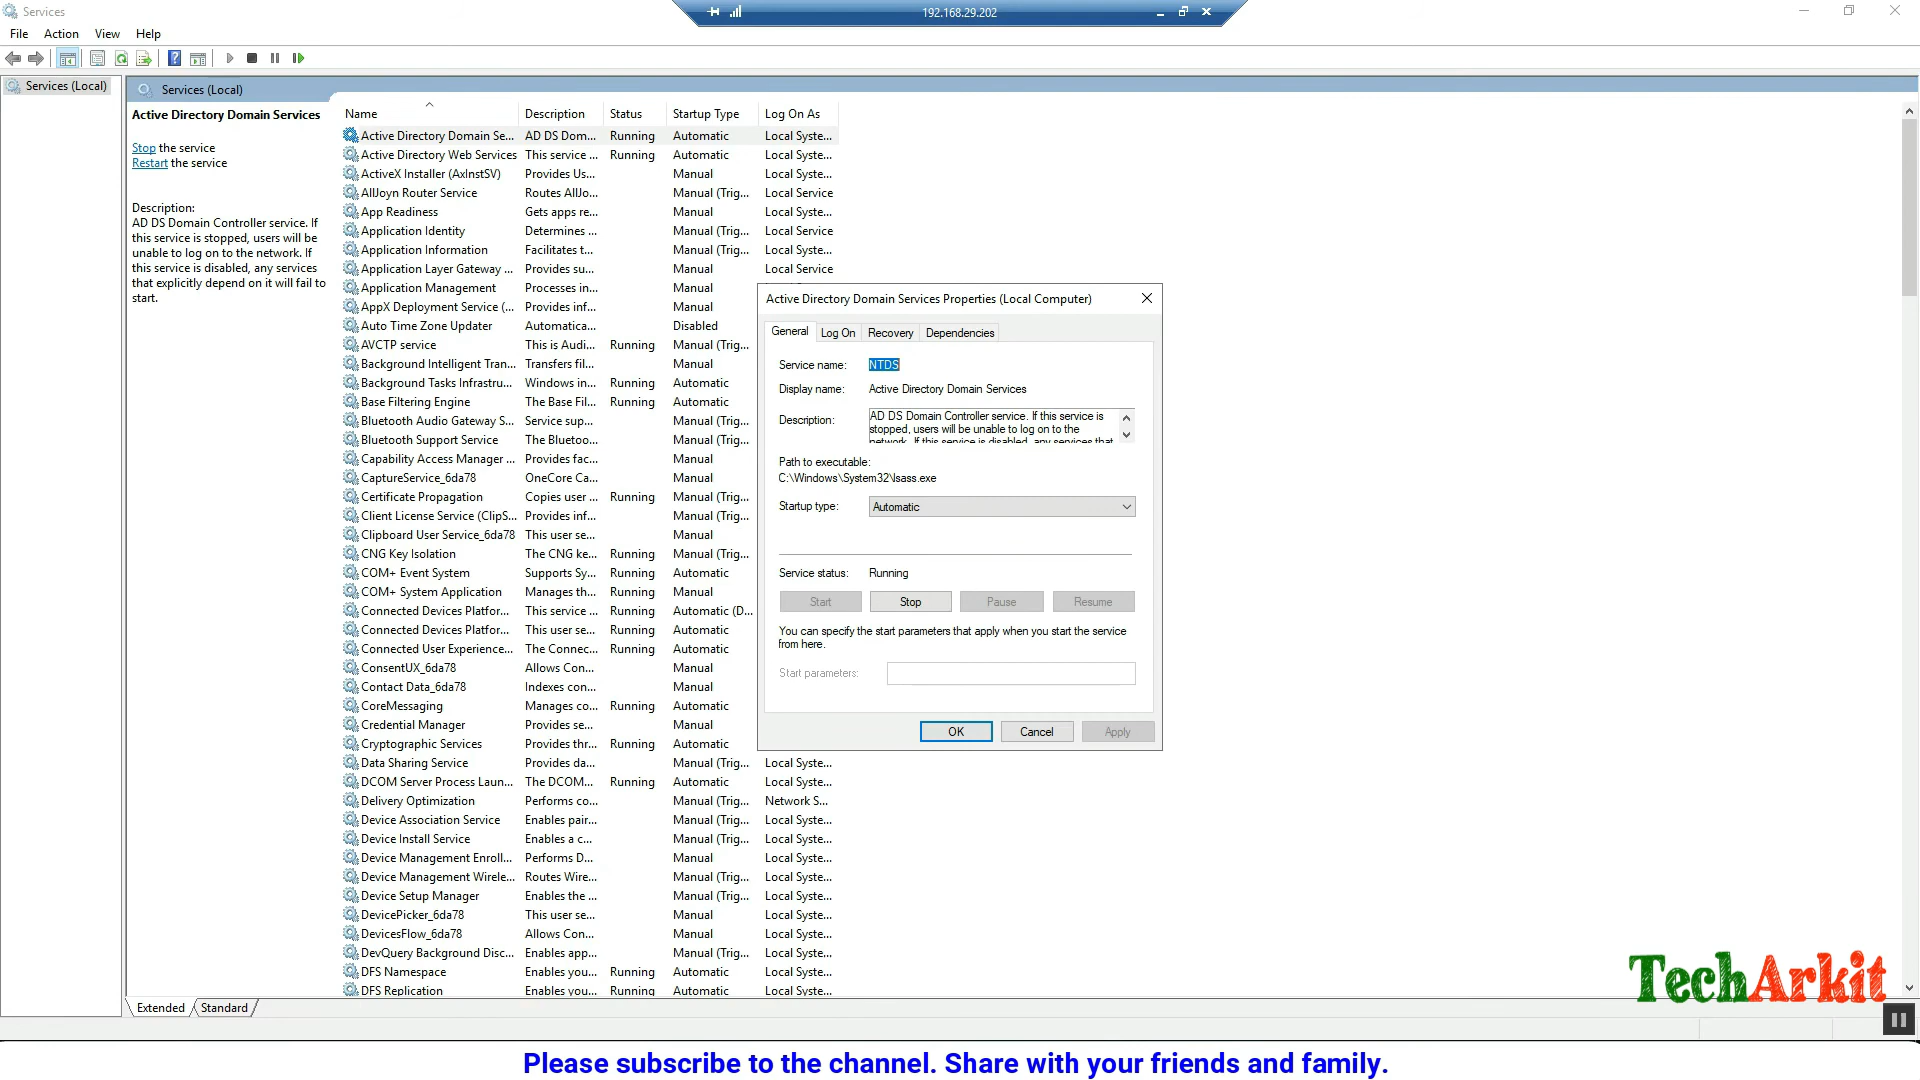 Services
192.168.29.202
File Action View Help
Services (Local)
Services (Local)
Active Directory Domain Services
Stop the service
Restart the service
Description:
AD DS Domain Controller service. If
this service is stopped, users will be
unable to log on to the network. If
this service is disabled, any services
that explicitly depend on it will fail to
start.
Name Description Status Startup Type Log On As
Active Directory Domain Se... AD DS Dom... Running Automatic Local Syste...
Active Directory Web Services This service ... Running Automatic Local Syste...
ActiveX Installer (AxInstSV) Provides Us... Manual Local Syste...
AllJoyn Router Service Routes AllJo... Manual (Trig... Local Service
App Readiness Gets apps re... Manual Local Syste...
Application Identity Determines ... Manual (Trig... Local Service
Application Information Facilitates t... Manual (Trig... Local Syste...
Application Layer Gateway ... Provides su... Manual Local Service
Application Management Processes in... Manual
AppX Deployment Service (... Provides inf... Manual
Auto Time Zone Updater Automatica... Disabled
AVCTP service This is Audi... Running Manual (Trig...
Background Intelligent Tran... Transfers fil... Manual
Background Tasks Infrastru... Windows in... Running Automatic
Base Filtering Engine The Base Fil... Running Automatic
Bluetooth Audio Gateway S... Service sup... Manual (Trig...
Bluetooth Support Service The Bluetoo... Manual (Trig...
Capability Access Manager ... Provides fac... Manual
CaptureService_6da78 OneCore Ca... Manual
Certificate Propagation Copies user ... Running Manual (Trig...
Client License Service (ClipS... Provides inf... Manual (Trig...
Clipboard User Service_6da78 This user se... Manual
CNG Key Isolation The CNG ke... Running Manual (Trig...
COM+ Event System Supports Sy... Running Automatic
COM+ System Application Manages th... Running Manual
Connected Devices Platfor... This service ... Running Automatic (D...
Connected Devices Platfor... This user se... Running Automatic
Connected User Experience... The Connec... Running Automatic
ConsentUX_6da78 Allows Con... Manual
Contact Data_6da78 Indexes con... Manual
CoreMessaging Manages co... Running Automatic
Credential Manager Provides se... Manual
Cryptographic Services Provides thr... Running Automatic
Data Sharing Service Provides da... Manual (Trig... Local Syste...
DCOM Server Process Laun... The DCOM... Running Automatic Local Syste...
Delivery Optimization Performs co... Manual (Trig... Network S...
Device Association Service Enables pair... Manual (Trig... Local Syste...
Device Install Service Enables a c... Manual (Trig... Local Syste...
Device Management Enroll... Performs D... Manual Local Syste...
Device Management Wirele... Routes Wire... Manual (Trig... Local Syste...
Device Setup Manager Enables the ... Manual (Trig... Local Syste...
DevicePicker_6da78 This user se... Manual Local Syste...
DevicesFlow_6da78 Allows Con... Manual Local Syste...
DevQuery Background Disc... Enables app... Manual (Trig... Local Syste...
DFS Namespace Enables you... Running Automatic Local Syste...
DFS Replication Enables you... Running Automatic Local Syste...
Active Directory Domain Services Properties (Local Computer)
General Log On Recovery Dependencies
Service name: NTDS
Display name: Active Directory Domain Services
Description: AD DS Domain Controller service. If this service is
stopped, users will be unable to log on to the
network. If this service is disabled, any services that
Path to executable:
C:\Windows\System32\lsass.exe
Startup type: Automatic
Service status: Running
Start Stop Pause Resume
You can specify the start parameters that apply when you start the service
from here.
Start parameters:
OK Cancel Apply
Extended Standard
TechArkit
Please subscribe to the channel. Share with your friends and family.